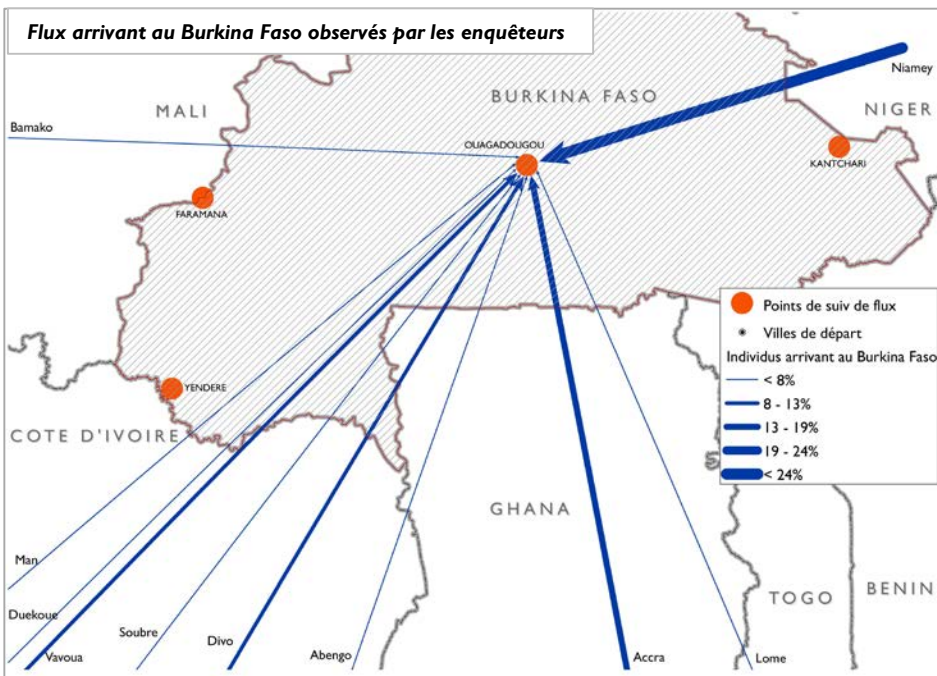 Flux arrivant au Burkina Faso observés par les enquêteurs
Niamey
MALI
BURKINA FASO
NIGER
Bamako
OUAGADOUGOU
KANTCHARI
FARAMANA
Points de suiv de flux
Villes de départ
Individus arrivant au Burkina Faso
< 8%
8 - 13%
13 - 19%
19 - 24%
< 24%
YENDERE
COTE D'IVOIRE
GHANA
Man
TOGO
BENIN
Duekoue
Soubre
Divo
Abengo
Vavoua
Accra
Lome